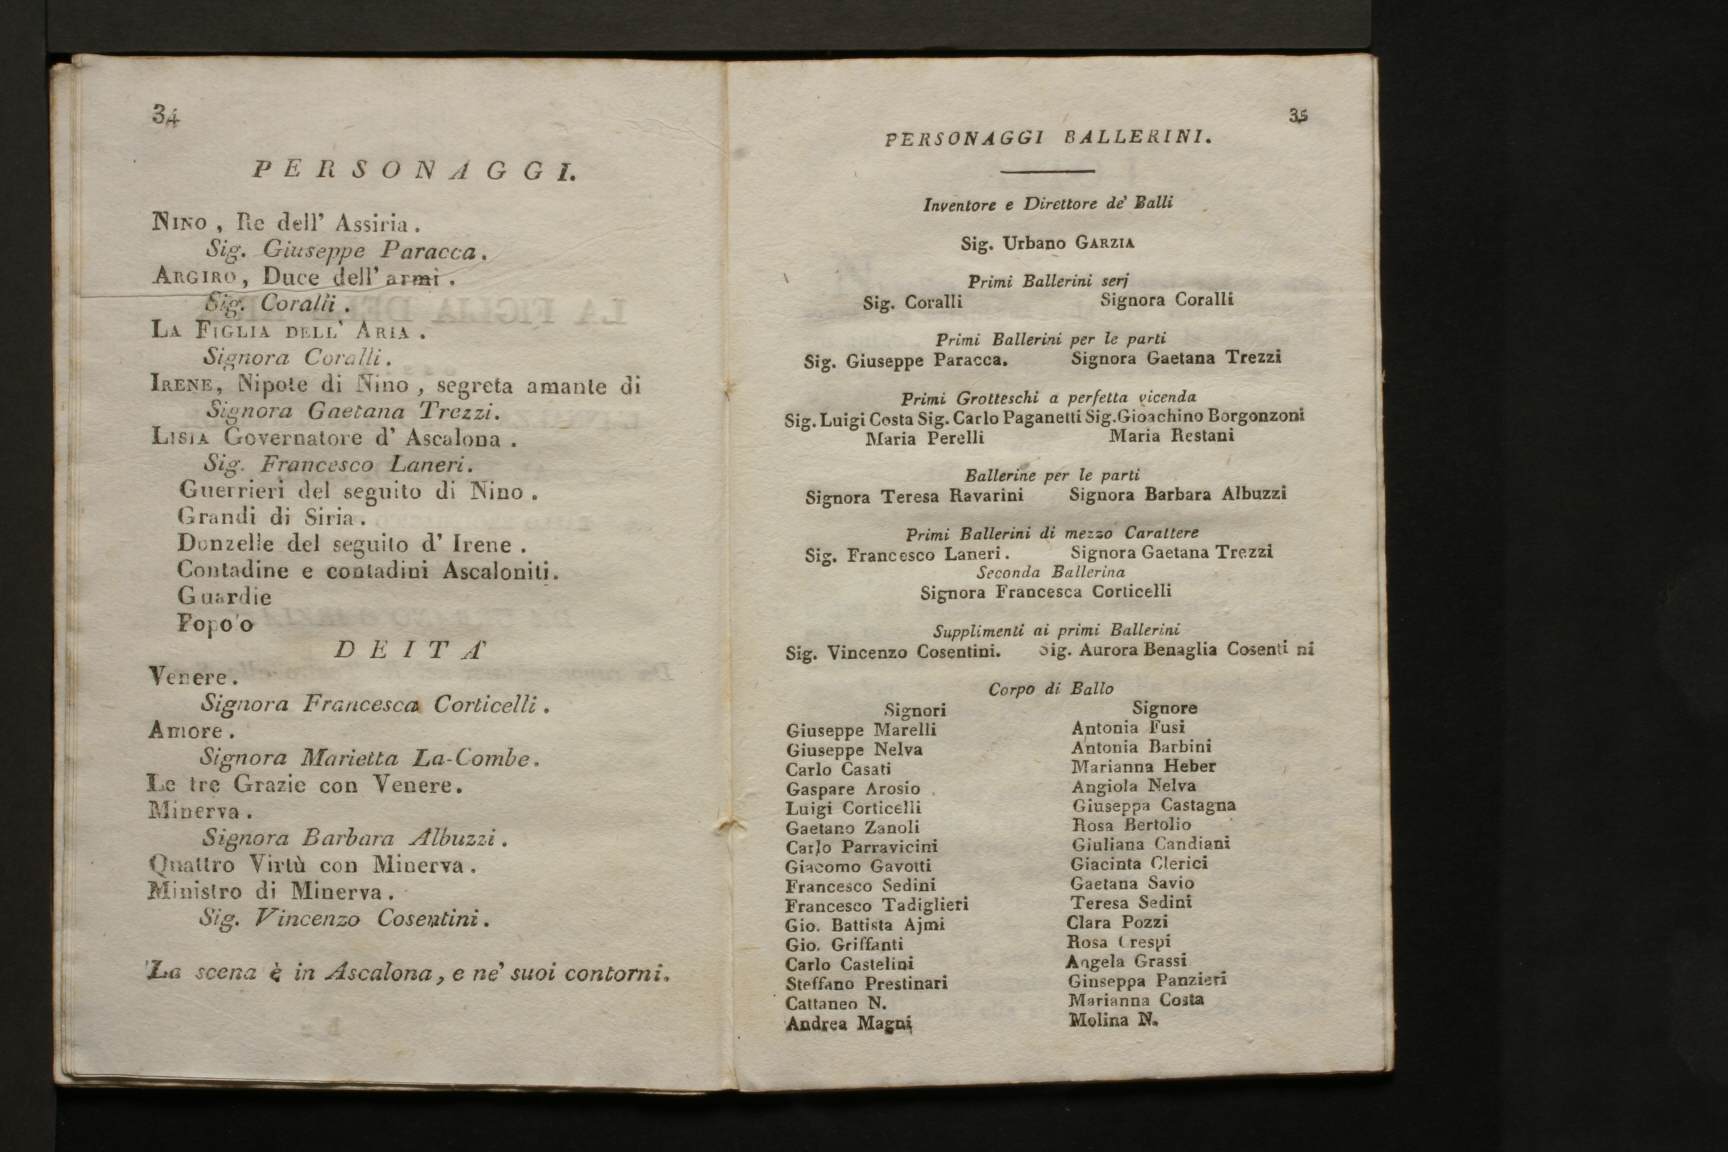 34
PERSONAGGI.
NINO, Re dell' Assiria.
Sig. Giuseppe Paracca.
ARGIRO, Duce dell' armi.
Sig. Coralli.
LA FIGLIA DELL' ARIA.
Signora Coralli.
IRENE, Nipote di Nino, segreta amante di
Signora Gaetana Trezzi.
LISIA Governatore d' Ascalona.
Sig. Francesco Laneri.
Guerrieri del seguito di Nino.
Grandi di Siria.
Donzelle del seguito d' Irene.
Contadine e contadini Ascaloniti.
Guardie
Popolo
DEITA'
Venere.
Signora Francesca Corticelli.
Amore.
Signora Marietta La-Combe.
Le tre Grazie con Venere.
Minerva.
Signora Barbara Albuzzi.
Quattro Virtù con Minerva.
Ministro di Minerva.
Sig. Vincenzo Cosentini.
La scena è in Ascalona, e ne' suoi contorni.
35
PERSONAGGI BALLERINI.
Inventore e Direttore de' Balli
Sig. Urbano GARZIA
Primi Ballerini serj
Sig. Coralli Signora Coralli
Primi Ballerini per le parti
Sig. Giuseppe Paracca. Signora Gaetana Trezzi
Primi Grotteschi a perfetta vicenda
Sig. Luigi Costa Sig. Carlo Paganetti Sig. Gioachino Borgonzoni
Maria Perelli Maria Restani
Ballerine per le parti
Signora Teresa Ravarini Signora Barbara Albuzzi
Primi Ballerini di mezzo Carattere
Sig. Francesco Laneri. Signora Gaetana Trezzi
Seconda Ballerina
Signora Francesca Corticelli
Supplimenti ai primi Ballerini
Sig. Vincenzo Cosentini. Sig. Aurora Benaglia Cosentini
Corpo di Ballo
Signori Signore
Giuseppe Marelli Antonia Fusi
Giuseppe Nelva Antonia Barbini
Carlo Casati Marianna Heber
Gaspare Arosio Angiola Nelva
Luigi Corticelli Giuseppa Castagna
Gaetano Zanoli Rosa Bertolio
Carlo Parravicini Giuliana Candiani
Giacomo Gavotti Giacinta Clerici
Francesco Sedini Gaetana Savio
Francesco Tadiglieri Teresa Sedini
Gio. Battista Ajmi Clara Pozzi
Gio. Griffanti Rosa Crespi
Carlo Castelini Angela Grassi
Steffano Prestinari Giuseppa Panzieri
Cattaneo N. Marianna Costa
Andrea Magni Molina N.